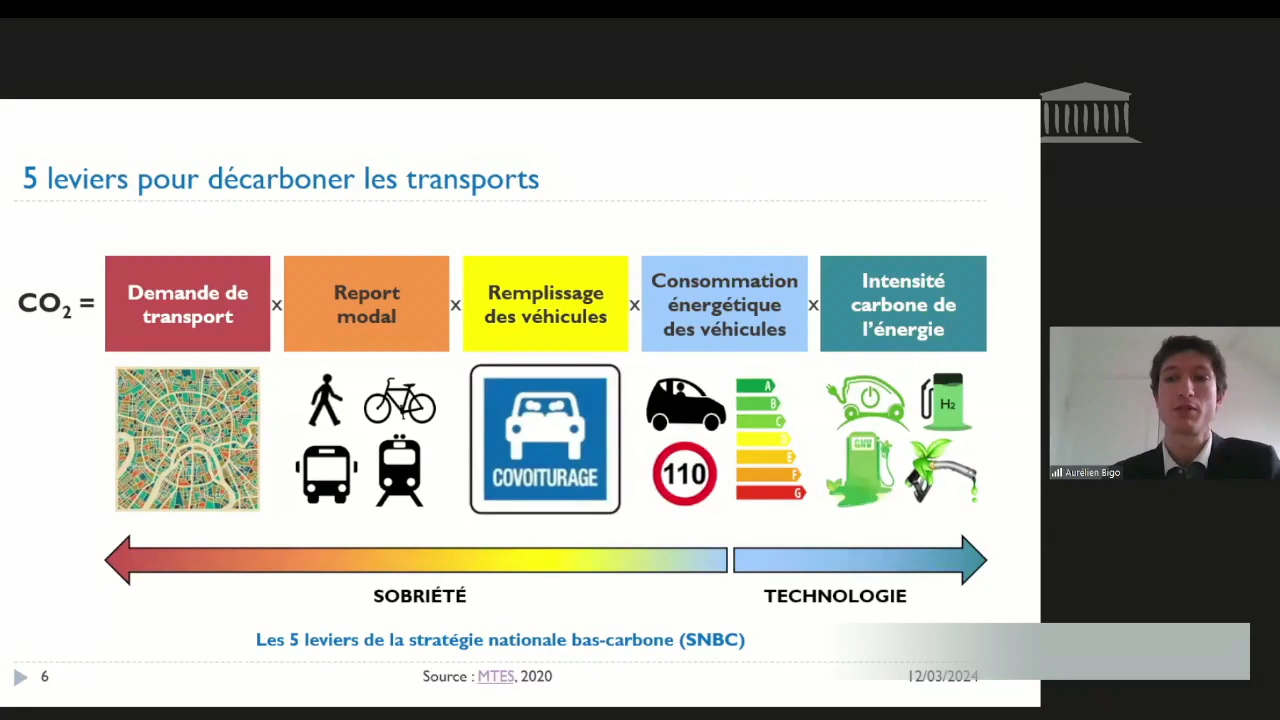 5 leviers pour décarboner les transports
CO2 =
Demande de
transport
x
Report
modal
x
Remplissage
des véhicules
x
Consommation
énergétique
des véhicules
x
Intensité
carbone de
l'énergie
COVOITURAGE
110
A
B
C
D
E
F
G
H2
GNV
SOBRIÉTÉ
TECHNOLOGIE
Les 5 leviers de la stratégie nationale bas-carbone (SNBC)
6
Source : MTES, 2020
12/03/2024
Aurélien Bigo